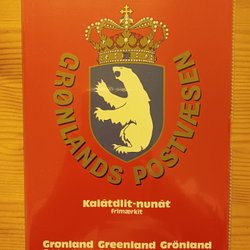 GRØNLANDS POSTVÆSEN
Kalâtdlit-nunât
frimærkit
Grønland Greenland Grönland